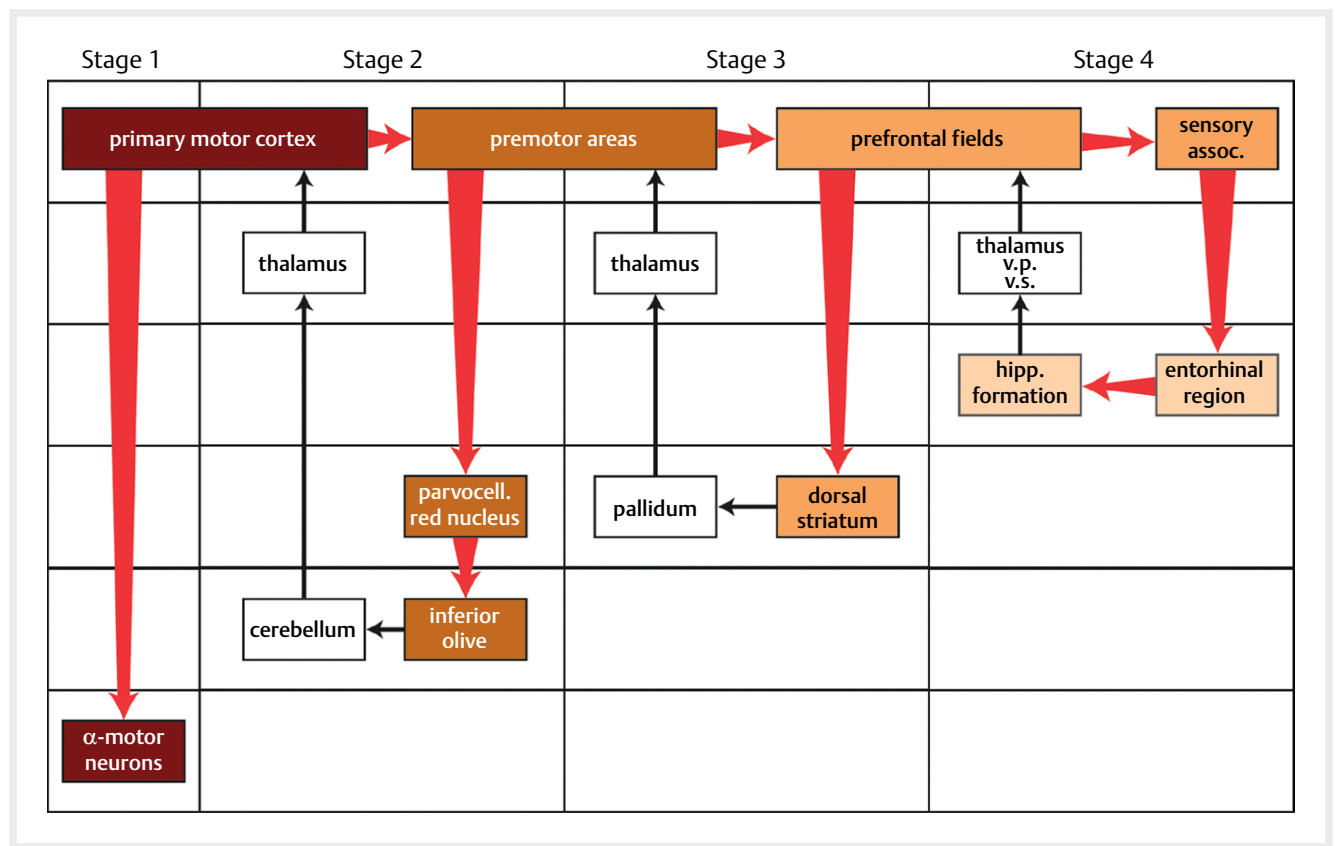 Stage 1
Stage 2
Stage 3
Stage 4
primary motor cortex
premotor areas
prefrontal fields
sensory
assoc.
thalamus
thalamus
thalamus
v.p.
v.s.
hipp.
formation
entorhinal
region
parvocell.
red nucleus
pallidum
dorsal
striatum
cerebellum
inferior
olive
α-motor
neurons